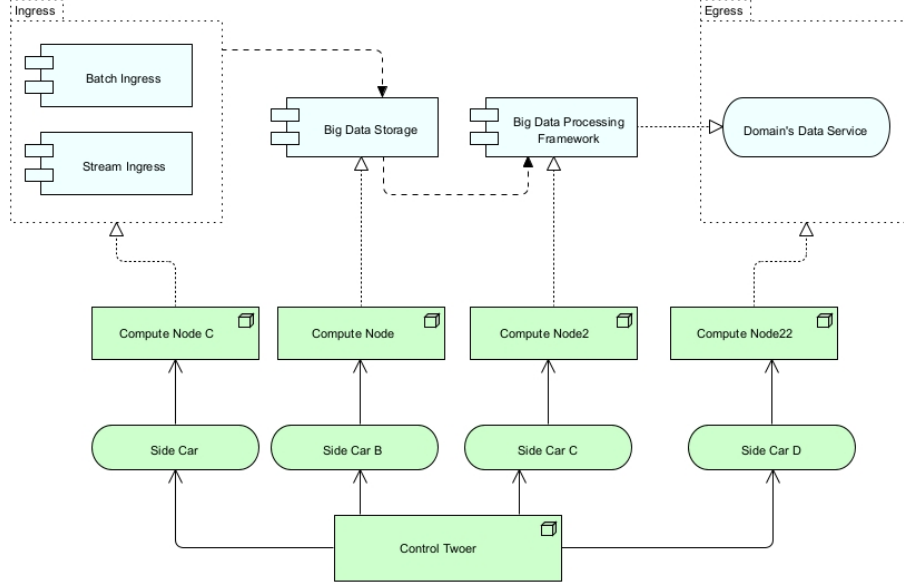 Ingress
Egress
Batch Ingress
Stream Ingress
Big Data Storage
Big Data Processing
Framework
Domain's Data Service
Compute Node C
Compute Node
Compute Node2
Compute Node22
Side Car
Side Car B
Side Car C
Side Car D
Control Twoer